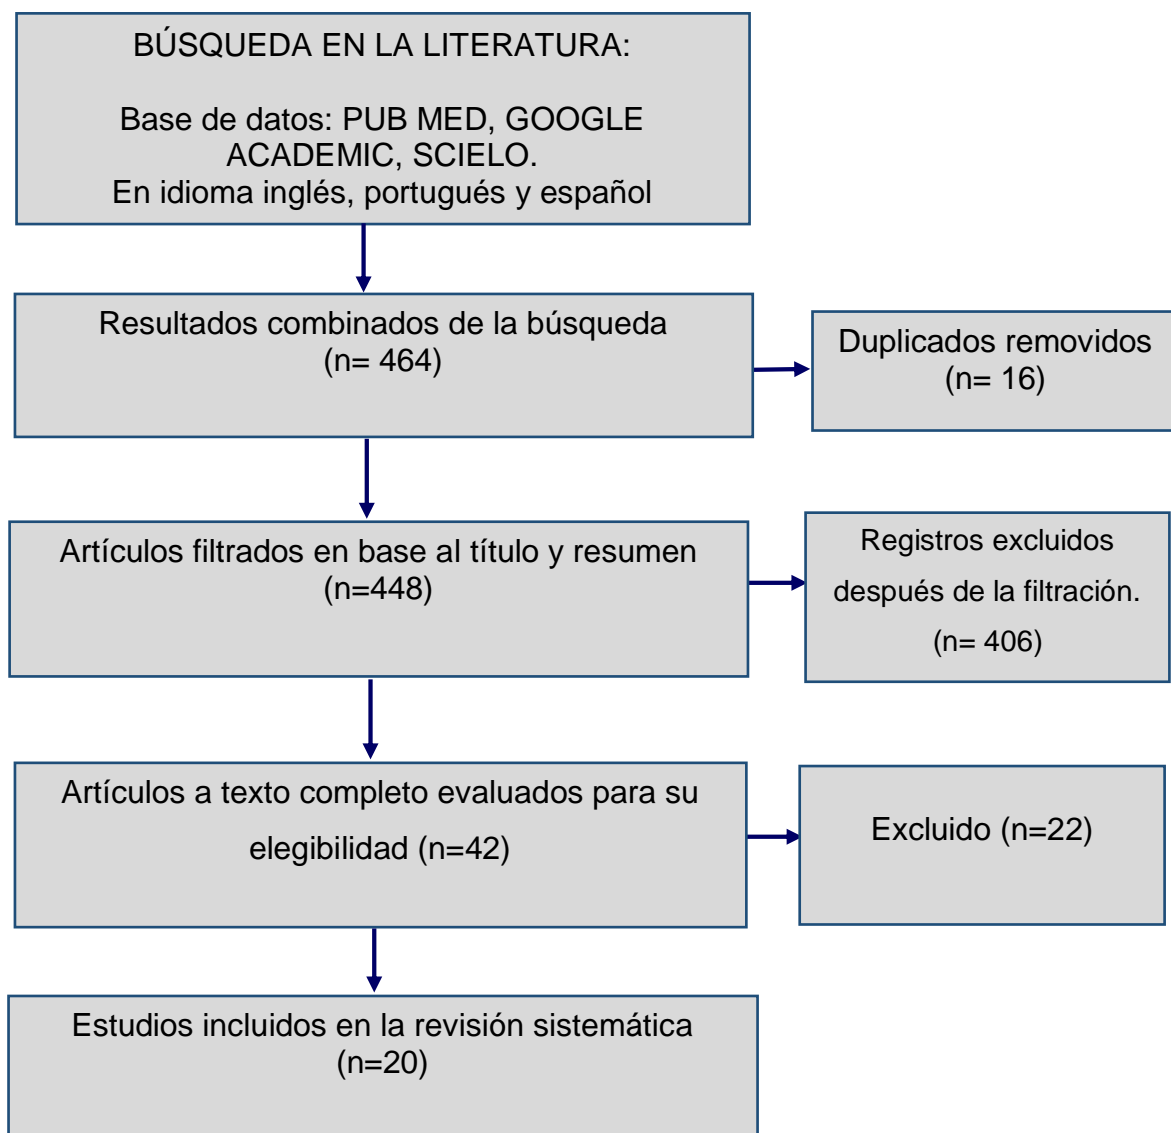 BÚSQUEDA EN LA LITERATURA:
Base de datos: PUB MED, GOOGLE
ACADEMIC, SCIELO.
En idioma inglés, portugués y español
Resultados combinados de la búsqueda
(n= 464)
Duplicados removidos
(n= 16)
Artículos filtrados en base al título y resumen
(n=448)
Registros excluidos
después de la filtración.
(n= 406)
Artículos a texto completo evaluados para su
elegibilidad (n=42)
Excluido (n=22)
Estudios incluidos en la revisión sistemática
(n=20)